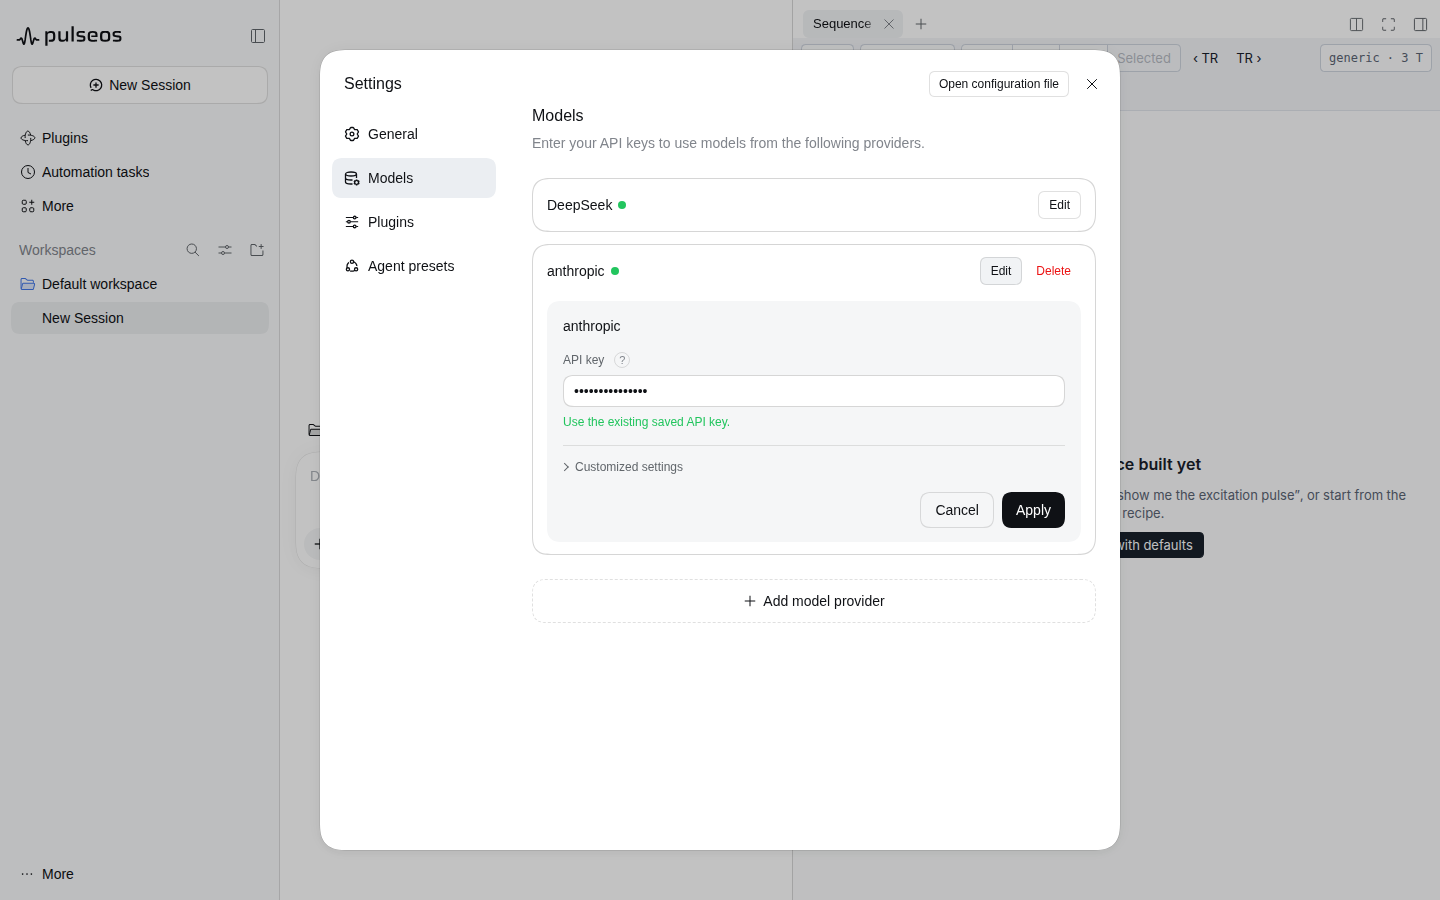 pulseos
New Session
Plugins
Automation tasks
More
Workspaces
Default workspace
New Session
More
Sequence
Selected
‹ TR
TR ›
generic · 3 T
Settings
Open configuration file
General
Models
Plugins
Agent presets
Models
Enter your API keys to use models from the following providers.
DeepSeek
Edit
anthropic
Edit
Delete
anthropic
API key
?
•••••••••••••••
Use the existing saved API key.
Customized settings
Cancel
Apply
Add model provider
built yet
show me the excitation pulse", or start from the
recipe.
with defaults